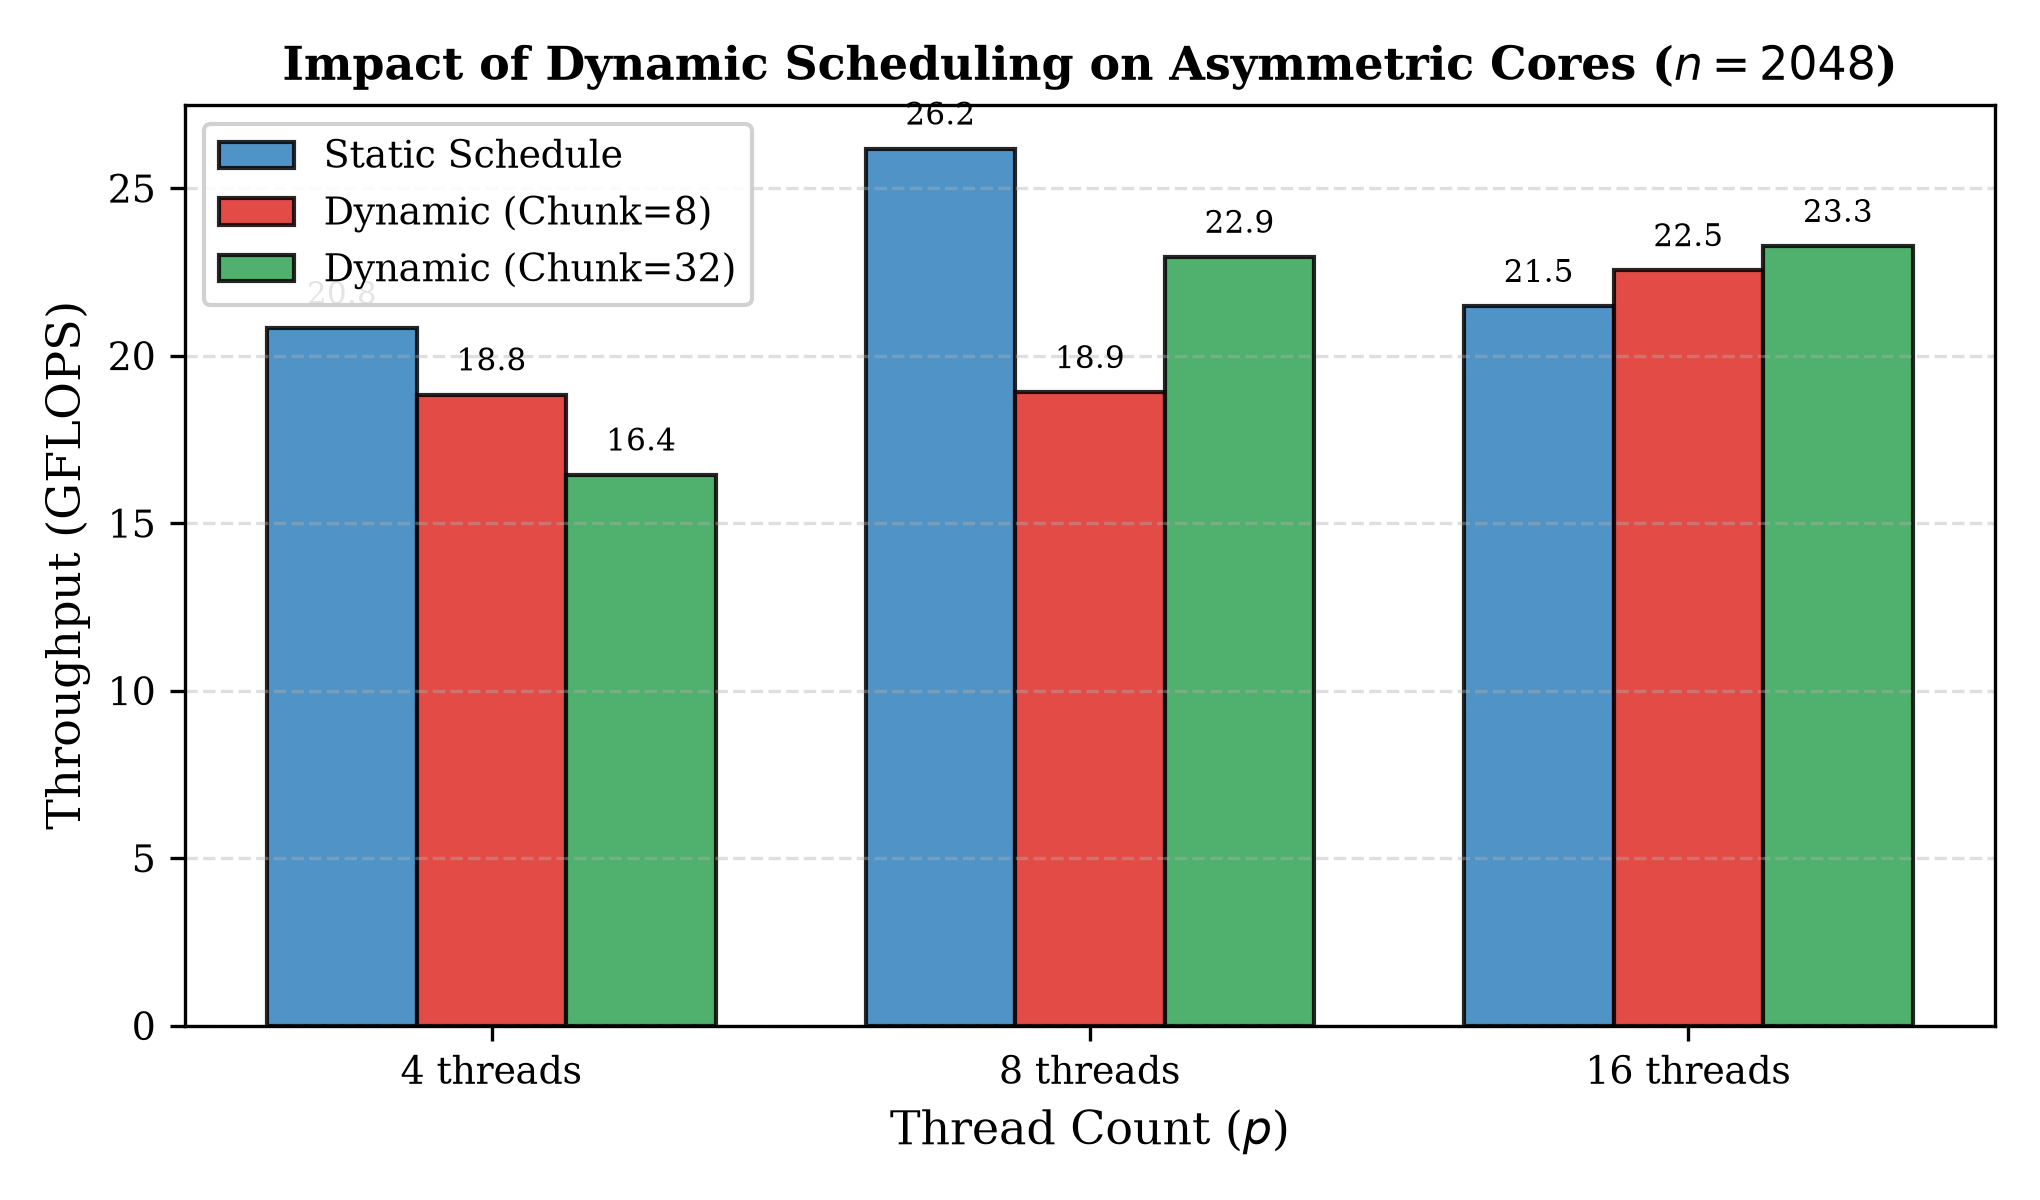 Impact of Dynamic Scheduling on Asymmetric Cores (n = 2048)
Static Schedule
Dynamic (Chunk=8)
Dynamic (Chunk=32)
Throughput (GFLOPS)
25
20
15
10
5
0
20.8
18.8
16.4
26.2
18.9
22.9
21.5
22.5
23.3
4 threads
8 threads
16 threads
Thread Count (p)